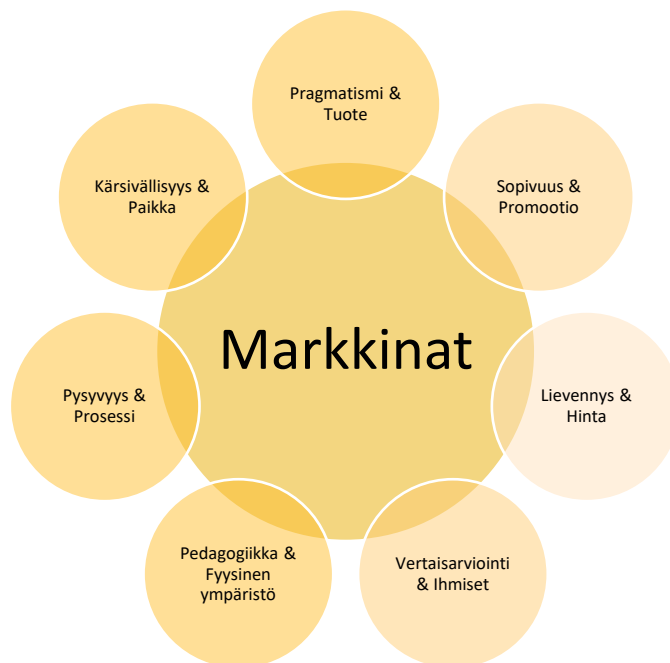 Pragmatismi &
Tuote
Sopivuus &
Promootio
Lievennys &
Hinta
Vertaisarviointi
& Ihmiset
Pedagogiikka &
Fyysinen
ympäristö
Pysyvyys &
Prosessi
Kärsivällisyys &
Paikka
Markkinat